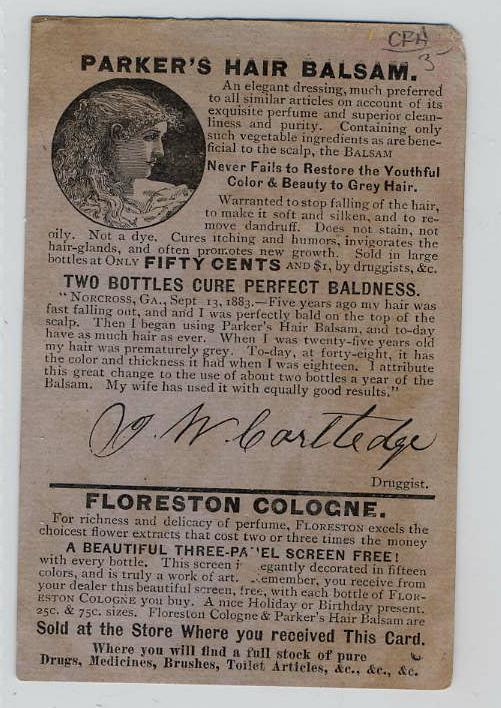 CPH
3
PARKER'S HAIR BALSAM.
An elegant dressing, much preferred
to all similar articles on account of its
exquisite perfume and superior clean-
liness and purity. Containing only
such vegetable ingredients as are bene-
ficial to the scalp, the BALSAM
Never Fails to Restore the Youthful
Color & Beauty to Grey Hair.
Warranted to stop falling of the hair,
to make it soft and silken, and to re-
move dandruff. Does not stain, not
oily. Not a dye. Cures itching and humors, invigorates the
hair-glands, and often promotes new growth. Sold in large
bottles at ONLY FIFTY CENTS AND $1, by druggists, &c.
TWO BOTTLES CURE PERFECT BALDNESS.
"NORCROSS, GA., Sept 13, 1883.—Five years ago my hair was
fast falling out, and and I was perfectly bald on the top of the
scalp. Then I began using Parker's Hair Balsam, and to-day
have as much hair as ever. When I was twenty-five years old
my hair was prematurely grey. To-day, at forty-eight, it has
the color and thickness it had when I was eighteen. I attribute
this great change to the use of about two bottles a year of the
Balsam. My wife has used it with equally good results."
J. W. Cartledge
Druggist.
FLORESTON COLOGNE.
For richness and delicacy of perfume, FLORESTON excels the
choicest flower extracts that cost two or three times the money
A BEAUTIFUL THREE-PA EL SCREEN FREE!
with every bottle. This screen i egantly decorated in fifteen
colors, and is truly a work of art. emember, you receive from
your dealer this beautiful screen, free, with each bottle of FLOR-
ESTON COLOGNE you buy. A nice Holiday or Birthday present.
25c. & 75c. sizes. Floreston Cologne & Parker's Hair Balsam are
Sold at the Store Where you received This Card.
Where you will find a full stock of pure
Drugs, Medicines, Brushes, Toilet Articles, &c., &c., &c.